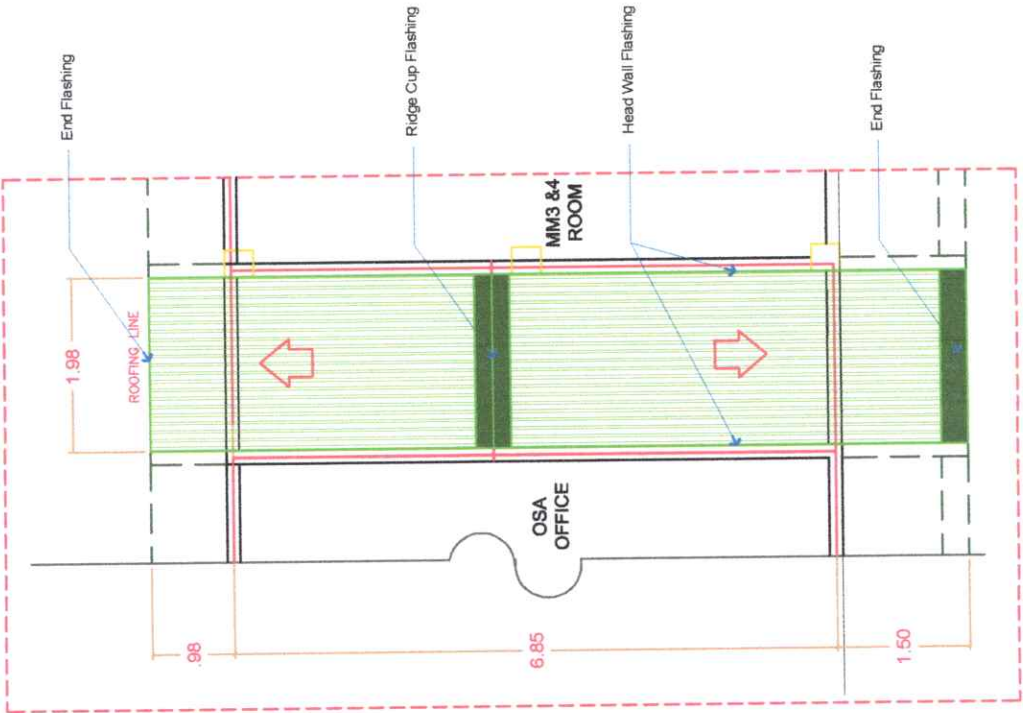 End Flashing
1.98
ROOFING LINE
Ridge Cup Flashing
Head Wall Flashing
MM3 &4
ROOM
OSA
OFFICE
.98
6.85
1.50
End Flashing